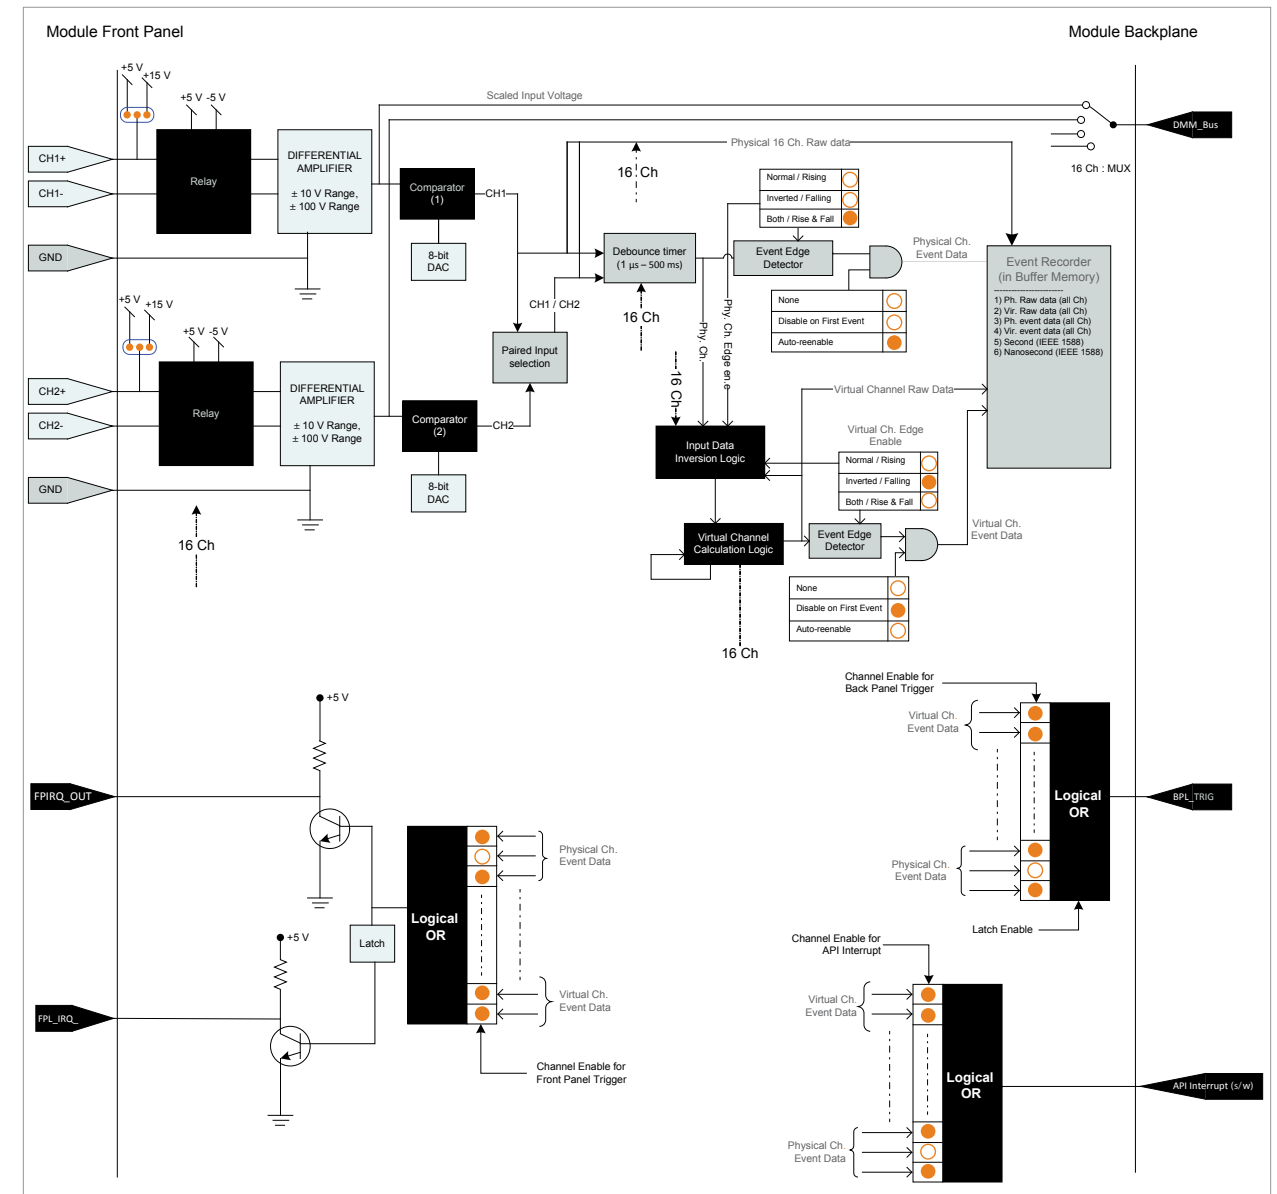 Module Front Panel
Module Backplane
+5 V
+15 V
+5 V -5 V
Scaled Input Voltage
DMM_Bus
CH1+
CH1-
GND
Relay
DIFFERENTIAL
AMPLIFIER
± 10 V Range,
± 100 V Range
Comparator
(1)
CH1
8-bit
DAC
Physical 16 Ch. Raw data
16 Ch
16 Ch : MUX
Normal / Rising
Inverted / Falling
Both / Rise & Fall
Debounce timer
(1 µs – 500 ms)
Event Edge
Detector
Physical Ch.
Event Data
None
Disable on First Event
Auto-reenable
Event Recorder
(in Buffer Memory)
------------------------
1) Ph. Raw data (all Ch)
2) Vir. Raw data (all Ch)
3) Ph. event data (all Ch)
4) Vir. event data (all Ch)
5) Second (IEEE 1588)
6) Nanosecond (IEEE 1588)
CH1 / CH2
16 Ch
Phy. Ch.
Phy. Ch. Edge en.e
Paired Input
selection
16 Ch
+5 V
+15 V
+5 V -5 V
CH2+
CH2-
GND
Relay
DIFFERENTIAL
AMPLIFIER
± 10 V Range,
± 100 V Range
Comparator
(2)
CH2
8-bit
DAC
16 Ch
Virtual Channel Raw Data
Input Data
Inversion Logic
Virtual Ch. Edge
Enable
Normal / Rising
Inverted / Falling
Both / Rise & Fall
Virtual Channel
Calculation Logic
Event Edge
Detector
Virtual Ch.
Event Data
None
Disable on First Event
Auto-reenable
16 Ch
+5 V
FPIRQ_OUT
Logical
OR
Physical Ch.
Event Data
Latch
+5 V
FPL_IRQ_
Virtual Ch.
Event Data
Channel Enable for
Front Panel Trigger
Channel Enable for
Back Panel Trigger
Virtual Ch.
Event Data
Logical
OR
BPL_TRIG
Physical Ch.
Event Data
Latch Enable
Channel Enable for
API Interrupt
Virtual Ch.
Event Data
Logical
OR
API Interrupt (s/w)
Physical Ch.
Event Data